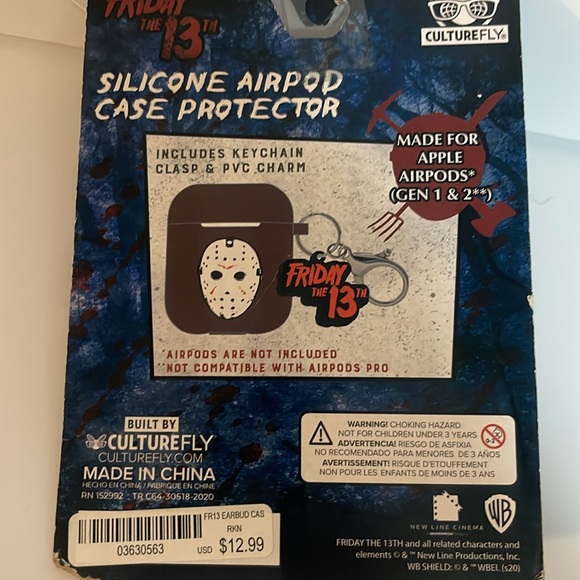 FRIDAY
THE 13TH
CULTUREFLY®
SILICONE AIRPOD
CASE PROTECTOR
MADE FOR
APPLE
AIRPODS*
(GEN 1 & 2**)
INCLUDES KEYCHAIN
CLASP & PVC CHARM
FRIDAY
THE 13TH
*AIRPODS ARE NOT INCLUDED*
*NOT COMPATIBLE WITH AIRPODS PRO
BUILT BY
CULTUREFLY
CULTUREFLY.COM
MADE IN CHINA
HECHO EN CHINA / FABRIQUÉ EN CHINE
RN 152992 TR C64-30518-2020
WARNING! CHOKING HAZARD
NOT FOR CHILDREN UNDER 3 YEARS
ADVERTENCIA! RIESGO DE ASFIXIA
NO RECOMENDADO PARA MENORES DE 3 AÑOS
AVERTISSEMENT! RISQUE D'ETOUFFEMENT
NON POUR LES ENFANTS DE MOINS DE 3 ANS
0-3
FR13 EARBUD CAS
RKN
03630563
USD $12.99
NEW LINE CINEMA
WB
FRIDAY THE 13TH and all related characters and
elements © & ™ New Line Productions, Inc.
WB SHIELD: © & ™ WBEI. (s20)